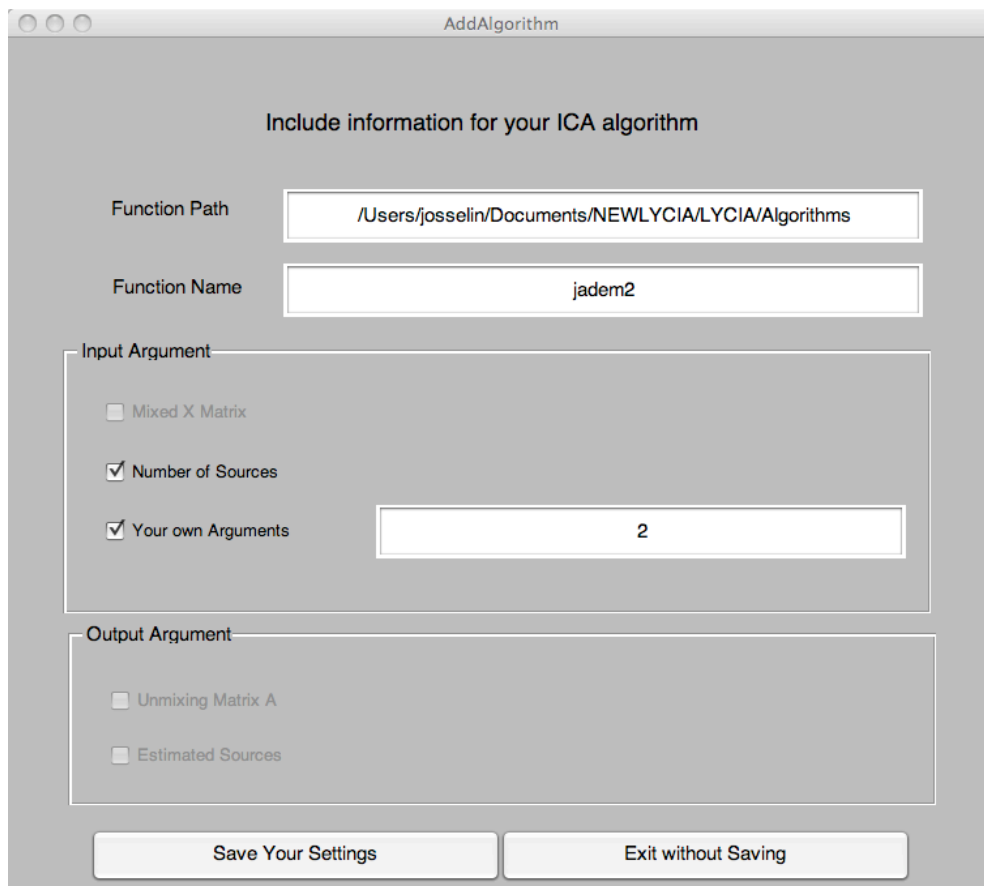 AddAlgorithm
Include information for your ICA algorithm
Function Path
/Users/josselin/Documents/NEWLYCIA/LYCIA/Algorithms
Function Name
jadem2
Input Argument
Mixed X Matrix
Number of Sources
Your own Arguments
2
Output Argument
Unmixing Matrix A
Estimated Sources
Save Your Settings
Exit without Saving